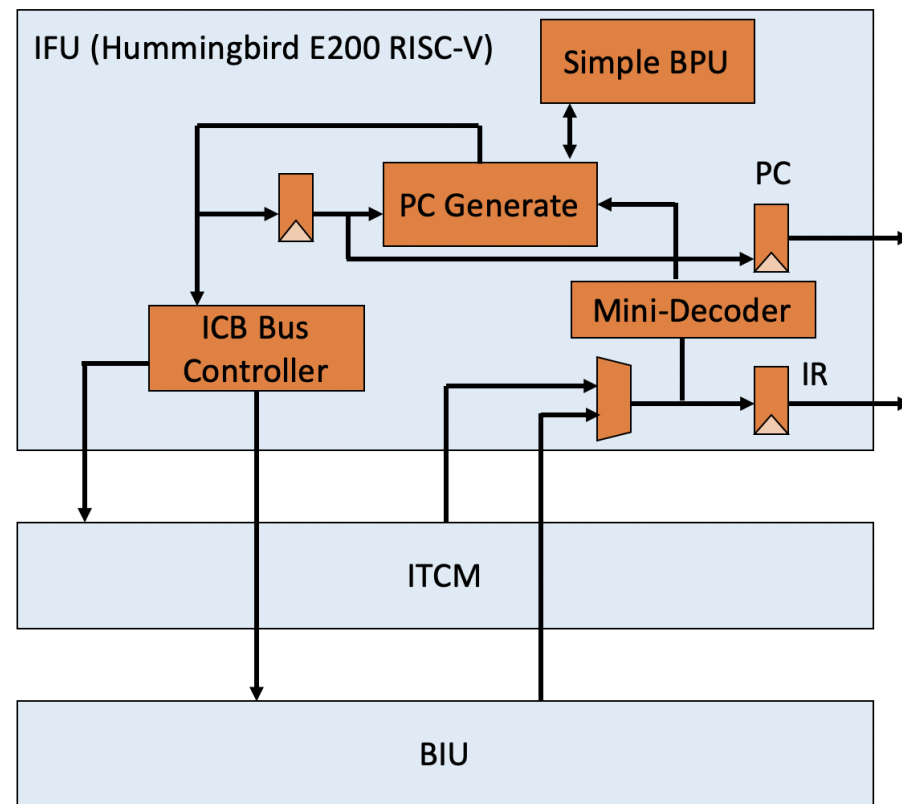 IFU (Hummingbird E200 RISC-V)
Simple BPU
PC Generate
PC
Mini-Decoder
ICB Bus
Controller
IR
ITCM
BIU